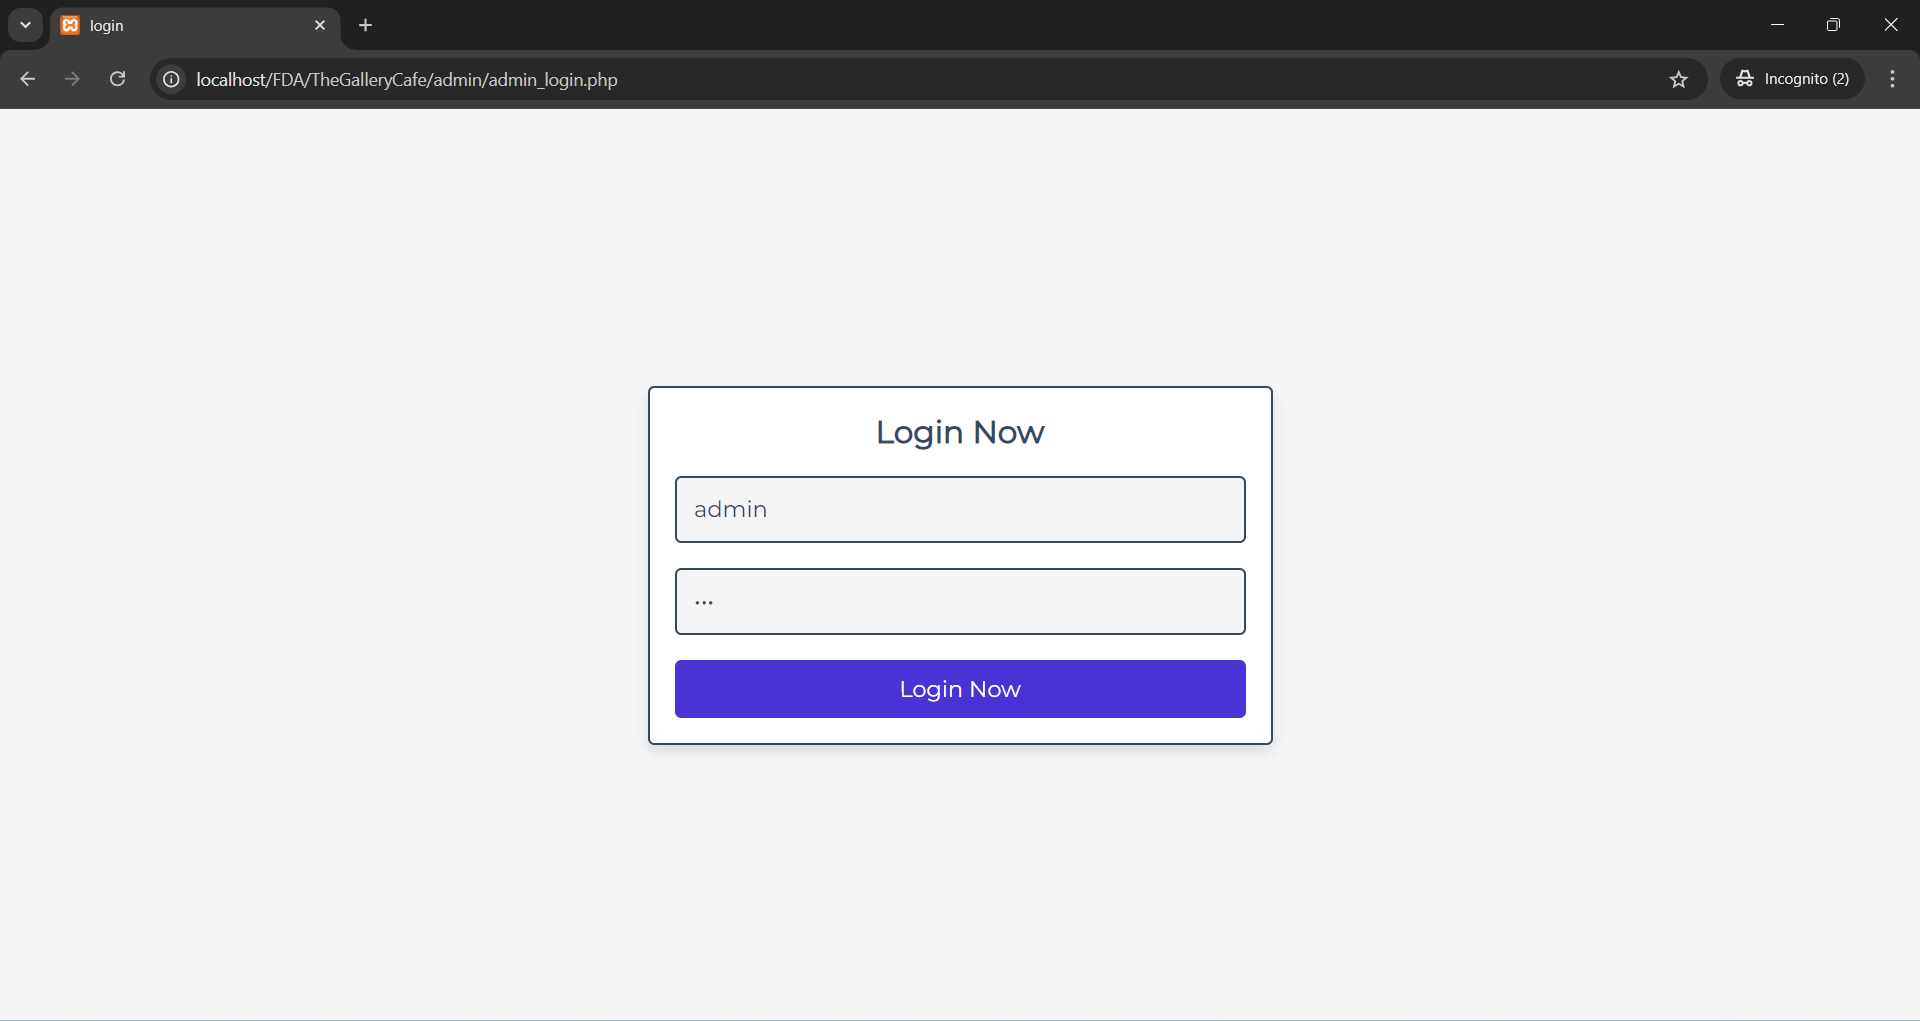 login
localhost/FDA/TheGalleryCafe/admin/admin_login.php
Incognito (2)
Login Now
admin
•••
Login Now